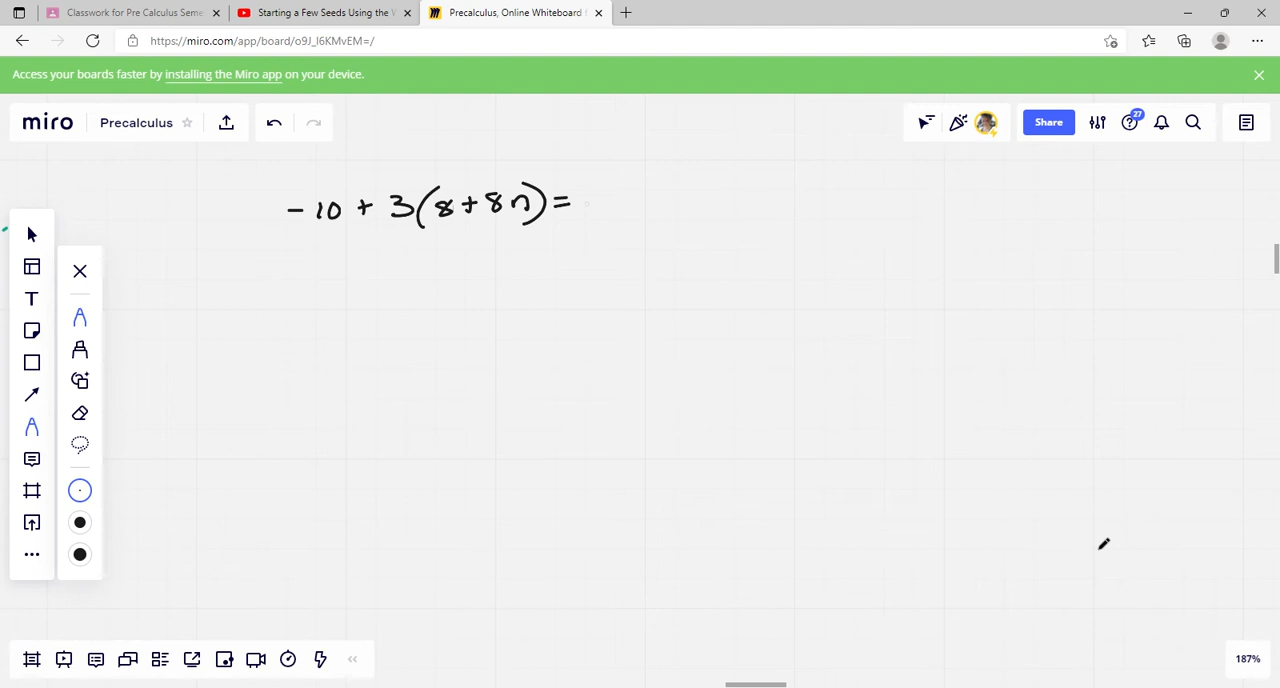 Classwork for Pre Calculus Seme
Starting a Few Seeds Using the W
Precalculus, Online Whiteboard
https://miro.com/app/board/o9J_l6KMvEM=/
Access your boards faster by installing the Miro app on your device.
miro
Precalculus
Share
27
-10 + 3(8+8n)=
T
187%